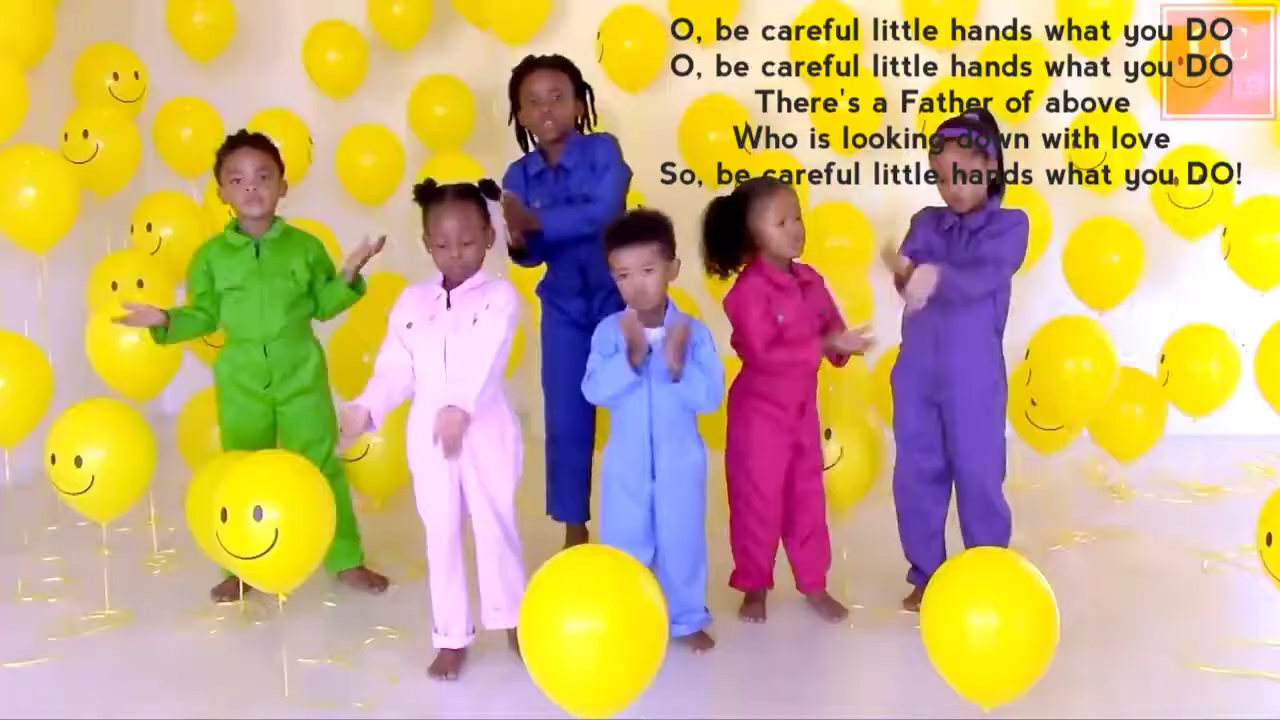 O, be careful little hands what you DO
O, be careful little hands what you DO
There's a Father of above
Who is looking down with love
So, be careful little hands what you DO!